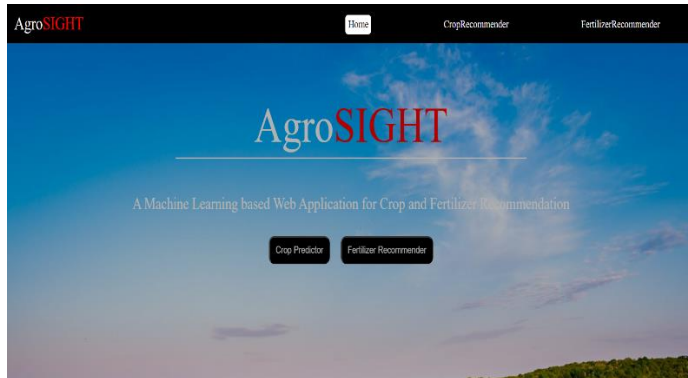 AgroSIGHT
Home
CropRecommender
FertilizerRecommender
AgroSIGHT
A Machine Learning based Web Application for Crop and Fertilizer Recommendation
Crop Predictor
Fertilizer Recommender